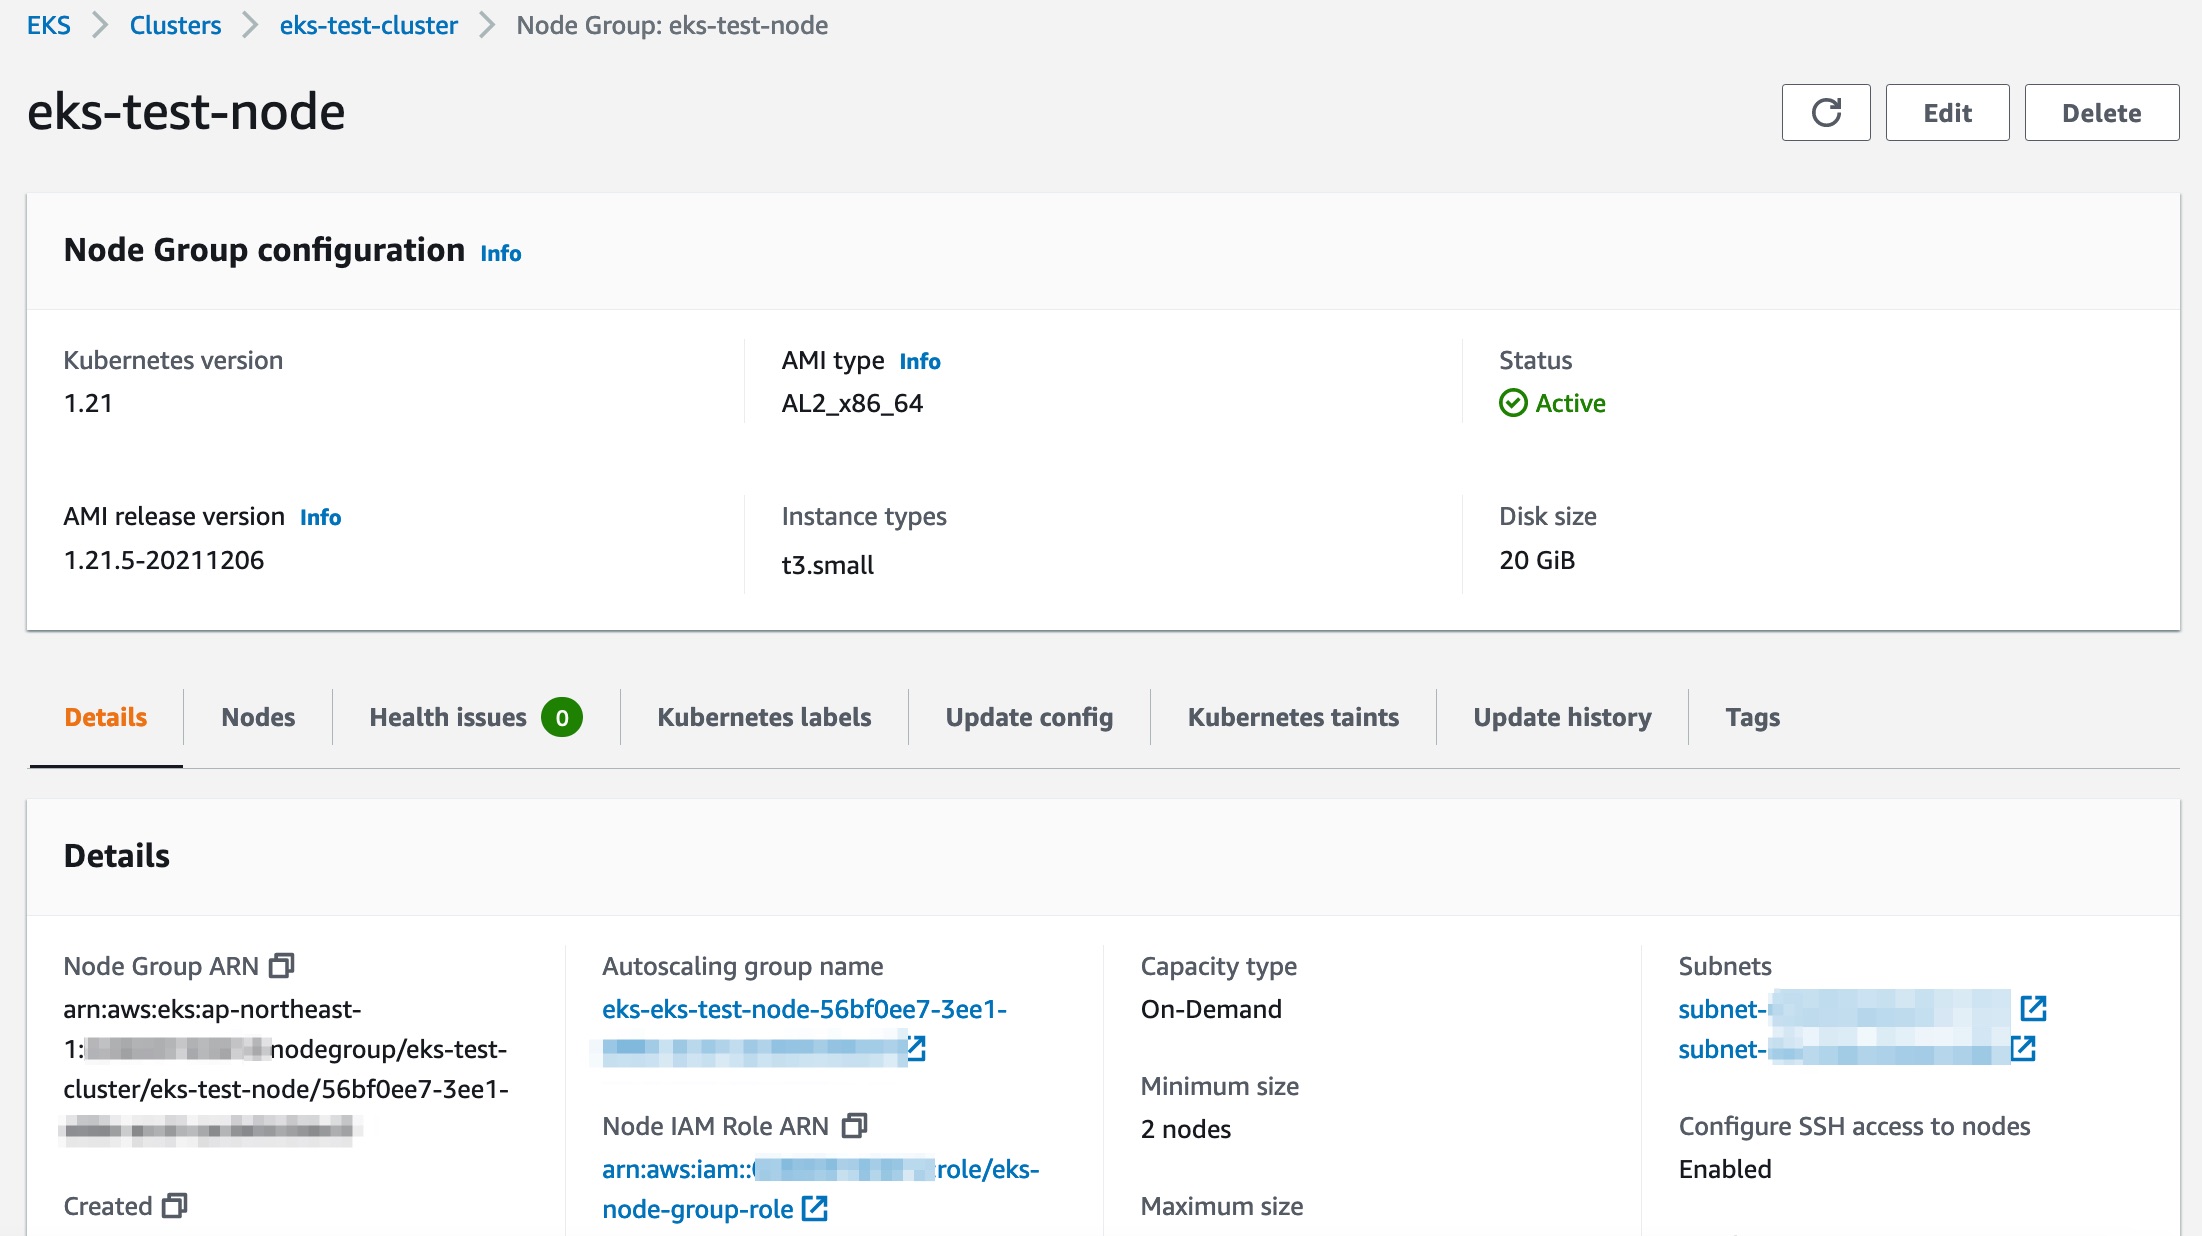 EKS > Clusters > eks-test-cluster > Node Group: eks-test-node
eks-test-node
Edit
Delete
Node Group configuration Info
Kubernetes version
1.21
AMI type Info
AL2_x86_64
Status
Active
AMI release version Info
1.21.5-20211206
Instance types
t3.small
Disk size
20 GiB
Details
Nodes
Health issues 0
Kubernetes labels
Update config
Kubernetes taints
Update history
Tags
Details
Node Group ARN
arn:aws:eks:ap-northeast-
1: nodegroup/eks-test-
cluster/eks-test-node/56bf0ee7-3ee1-
Created
Autoscaling group name
eks-eks-test-node-56bf0ee7-3ee1-
Node IAM Role ARN
arn:aws:iam:: :role/eks-
node-group-role
Capacity type
On-Demand
Minimum size
2 nodes
Maximum size
Subnets
subnet-
subnet-
Configure SSH access to nodes
Enabled